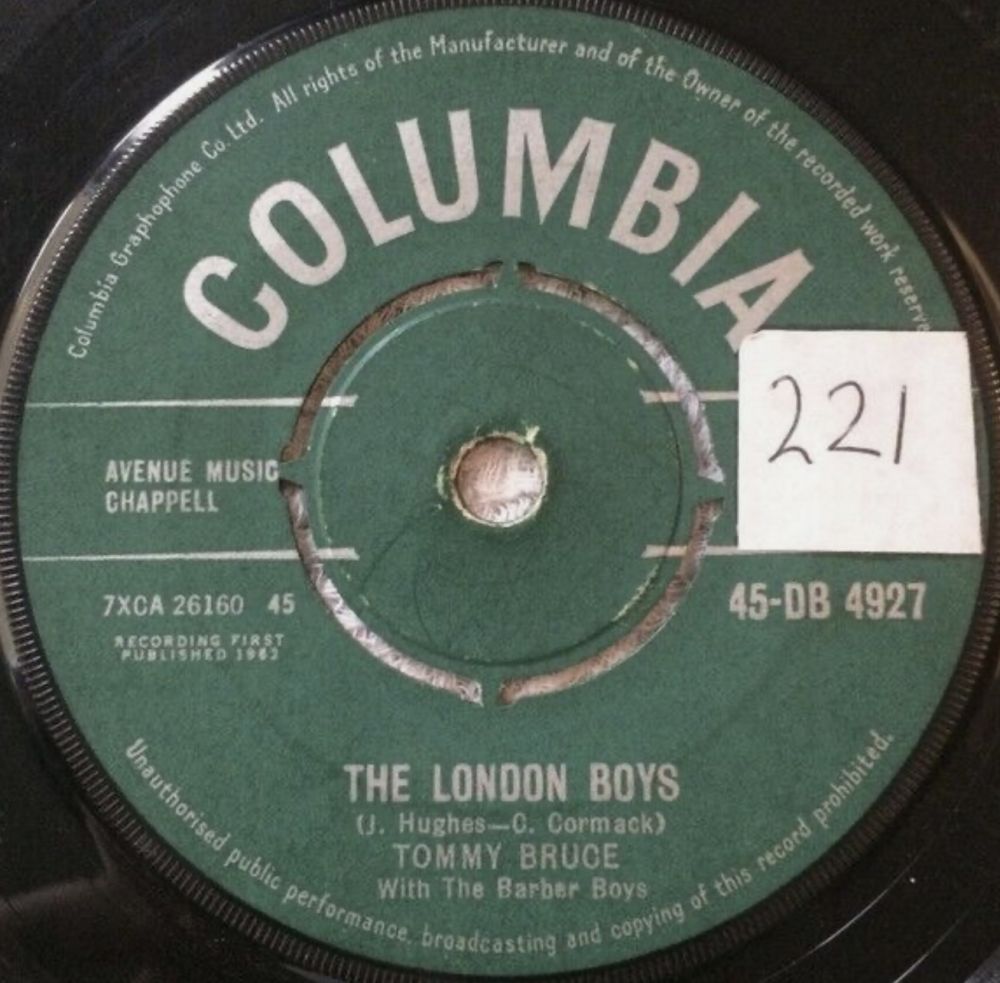 Columbia Graphophone Co. Ltd. All rights of the Manufacturer and of the Owner of the recorded work reserve
COLUMBIA
221
AVENUE MUSIC
CHAPPELL
7XCA 26160 45
45-DB 4927
RECORDING FIRST
PUBLISHED 1962
THE LONDON BOYS
(J. Hughes—C. Cormack)
TOMMY BRUCE
With The Barber Boys
Unauthorised public performance, broadcasting and copying of this record prohibited.